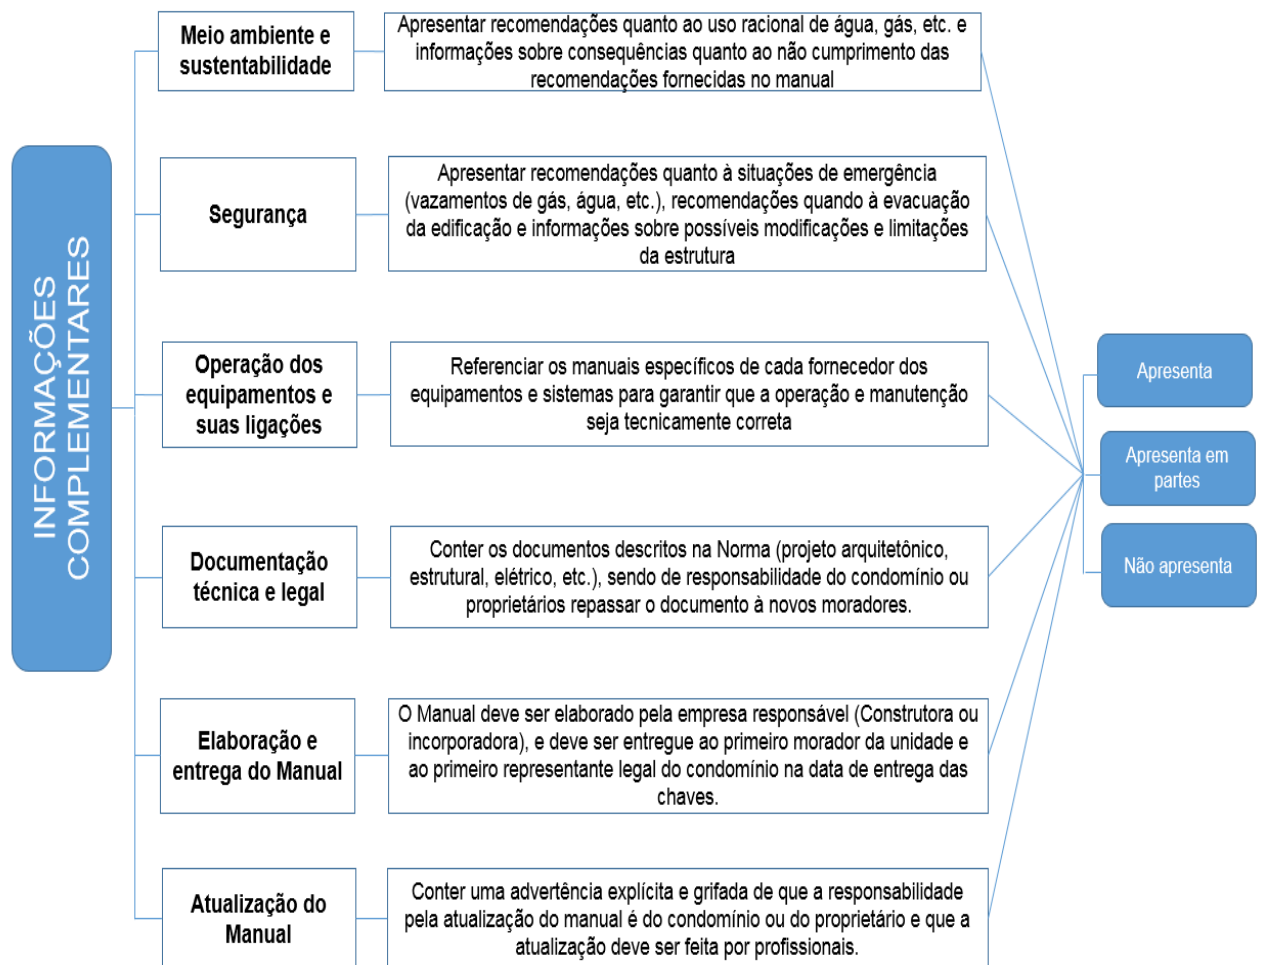 INFORMAÇÕES
COMPLEMENTARES
Meio ambiente e
sustentabilidade
Apresentar recomendações quanto ao uso racional de água, gás, etc. e
informações sobre consequências quanto ao não cumprimento das
recomendações fornecidas no manual
Segurança
Apresentar recomendações quanto à situações de emergência
(vazamentos de gás, água, etc.), recomendações quando à evacuação
da edificação e informações sobre possíveis modificações e limitações
da estrutura
Operação dos
equipamentos e
suas ligações
Referenciar os manuais específicos de cada fornecedor dos
equipamentos e sistemas para garantir que a operação e manutenção
seja tecnicamente correta
Documentação
técnica e legal
Conter os documentos descritos na Norma (projeto arquitetônico,
estrutural, elétrico, etc.), sendo de responsabilidade do condomínio ou
proprietários repassar o documento à novos moradores.
Elaboração e
entrega do Manual
O Manual deve ser elaborado pela empresa responsável (Construtora ou
incorporadora), e deve ser entregue ao primeiro morador da unidade e
ao primeiro representante legal do condomínio na data de entrega das
chaves.
Atualização do
Manual
Conter uma advertência explícita e grifada de que a responsabilidade
pela atualização do manual é do condomínio ou do proprietário e que a
atualização deve ser feita por profissionais.
Apresenta
Apresenta em
partes
Não apresenta